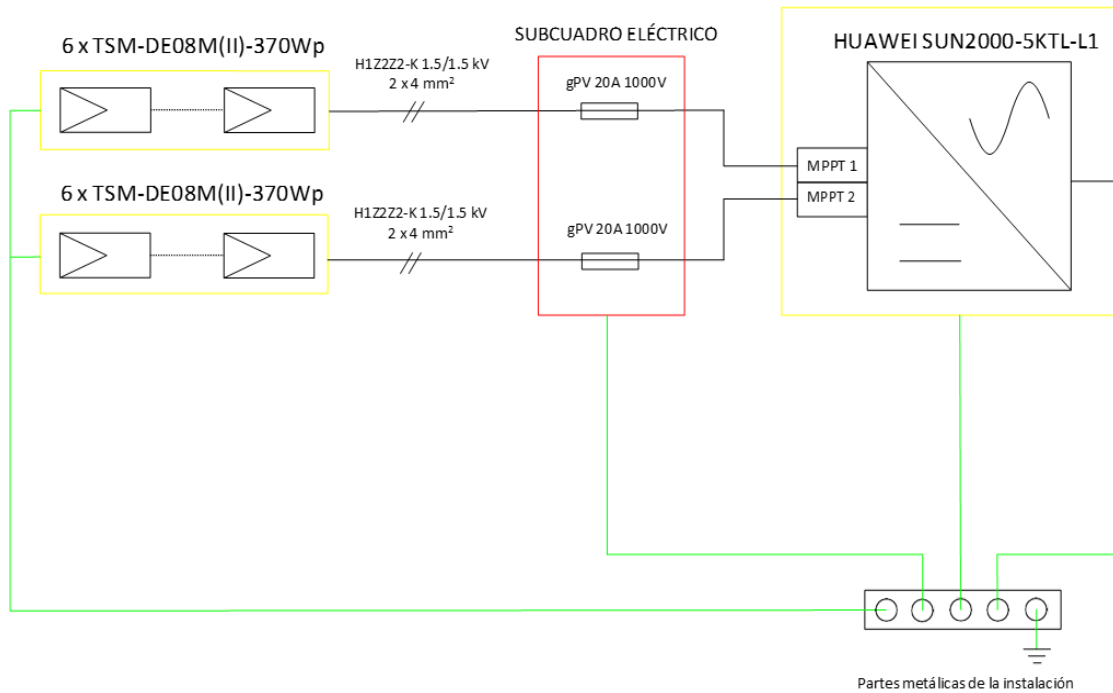 6 x TSM-DE08M(II)-370Wp
H1Z2Z2-K 1.5/1.5 kV
2 x 4 mm²
SUBCUADRO ELÉCTRICO
gPV 20A 1000V
HUAWEI SUN2000-5KTL-L1
MPPT 1
MPPT 2
6 x TSM-DE08M(II)-370Wp
H1Z2Z2-K 1.5/1.5 kV
2 x 4 mm²
gPV 20A 1000V
Partes metálicas de la instalación